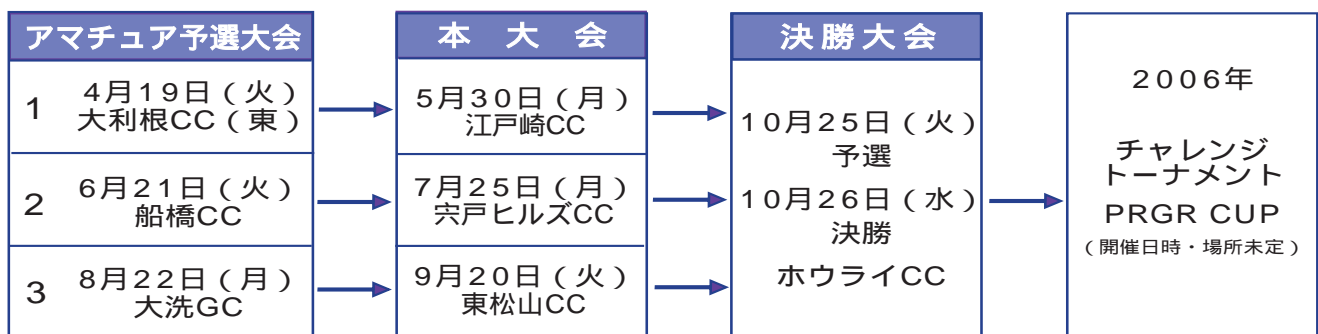 アマチュア予選大会
1
4月19日(火)
大利根CC(東)
2
6月21日(火)
船橋CC
3
8月22日(月)
大洗GC
本大会
5月30日(月)
江戸崎CC
7月25日(月)
宍戸ヒルズCC
9月20日(火)
東松山CC
決勝大会
10月25日(火)
予選
10月26日(水)
決勝
ホウライCC
2006年
チャレンジ
トーナメント
PRGR CUP
(開催日時・場所未定)